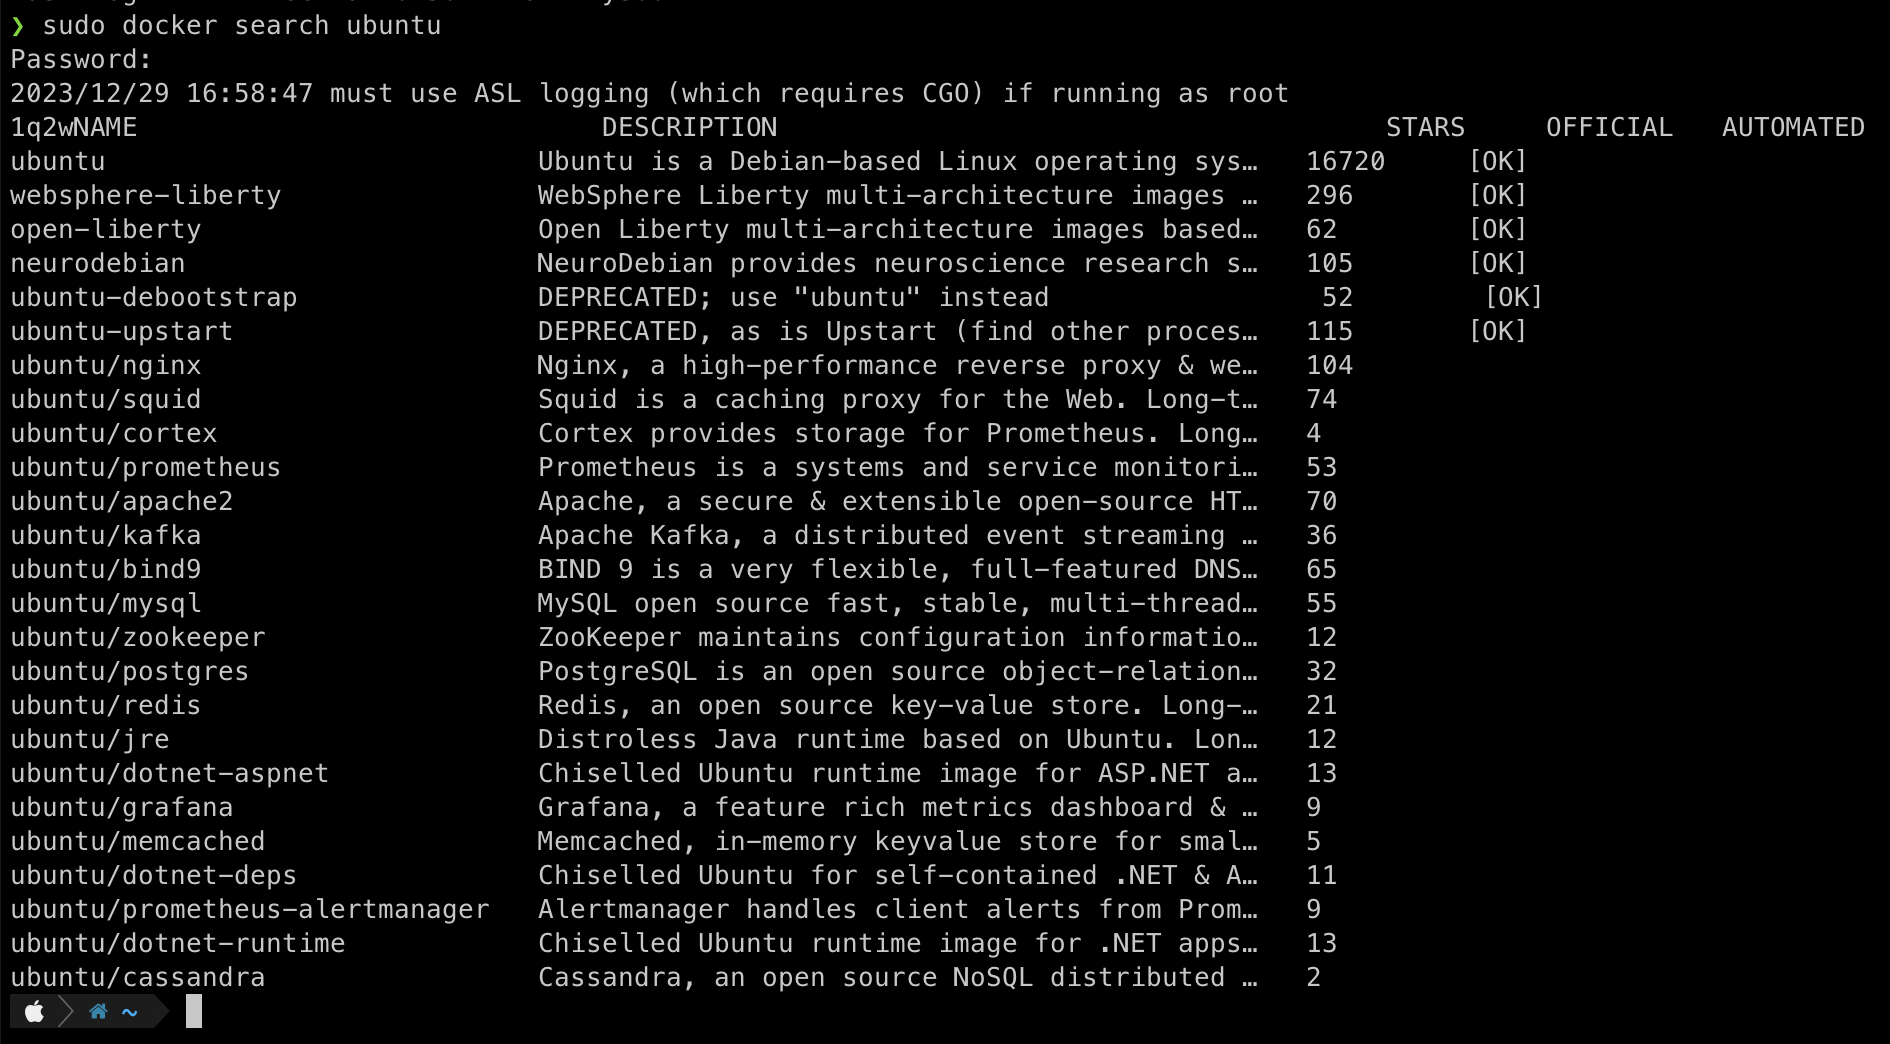 ❯ sudo docker search ubuntu
Password:
2023/12/29 16:58:47 must use ASL logging (which requires CGO) if running as root
1q2wNAME DESCRIPTION STARS OFFICIAL AUTOMATED
ubuntu Ubuntu is a Debian-based Linux operating sys… 16720 [OK]
websphere-liberty WebSphere Liberty multi-architecture images … 296 [OK]
open-liberty Open Liberty multi-architecture images based… 62 [OK]
neurodebian NeuroDebian provides neuroscience research s… 105 [OK]
ubuntu-debootstrap DEPRECATED; use "ubuntu" instead 52 [OK]
ubuntu-upstart DEPRECATED, as is Upstart (find other proces… 115 [OK]
ubuntu/nginx Nginx, a high-performance reverse proxy & we… 104
ubuntu/squid Squid is a caching proxy for the Web. Long-t… 74
ubuntu/cortex Cortex provides storage for Prometheus. Long… 4
ubuntu/prometheus Prometheus is a systems and service monitori… 53
ubuntu/apache2 Apache, a secure & extensible open-source HT… 70
ubuntu/kafka Apache Kafka, a distributed event streaming … 36
ubuntu/bind9 BIND 9 is a very flexible, full-featured DNS… 65
ubuntu/mysql MySQL open source fast, stable, multi-thread… 55
ubuntu/zookeeper ZooKeeper maintains configuration informatio… 12
ubuntu/postgres PostgreSQL is an open source object-relation… 32
ubuntu/redis Redis, an open source key-value store. Long-… 21
ubuntu/jre Distroless Java runtime based on Ubuntu. Lon… 12
ubuntu/dotnet-aspnet Chiselled Ubuntu runtime image for ASP.NET a… 13
ubuntu/grafana Grafana, a feature rich metrics dashboard & … 9
ubuntu/memcached Memcached, in-memory keyvalue store for smal… 5
ubuntu/dotnet-deps Chiselled Ubuntu for self-contained .NET & A… 11
ubuntu/prometheus-alertmanager Alertmanager handles client alerts from Prom… 9
ubuntu/dotnet-runtime Chiselled Ubuntu runtime image for .NET apps… 13
ubuntu/cassandra Cassandra, an open source NoSQL distributed … 2
~